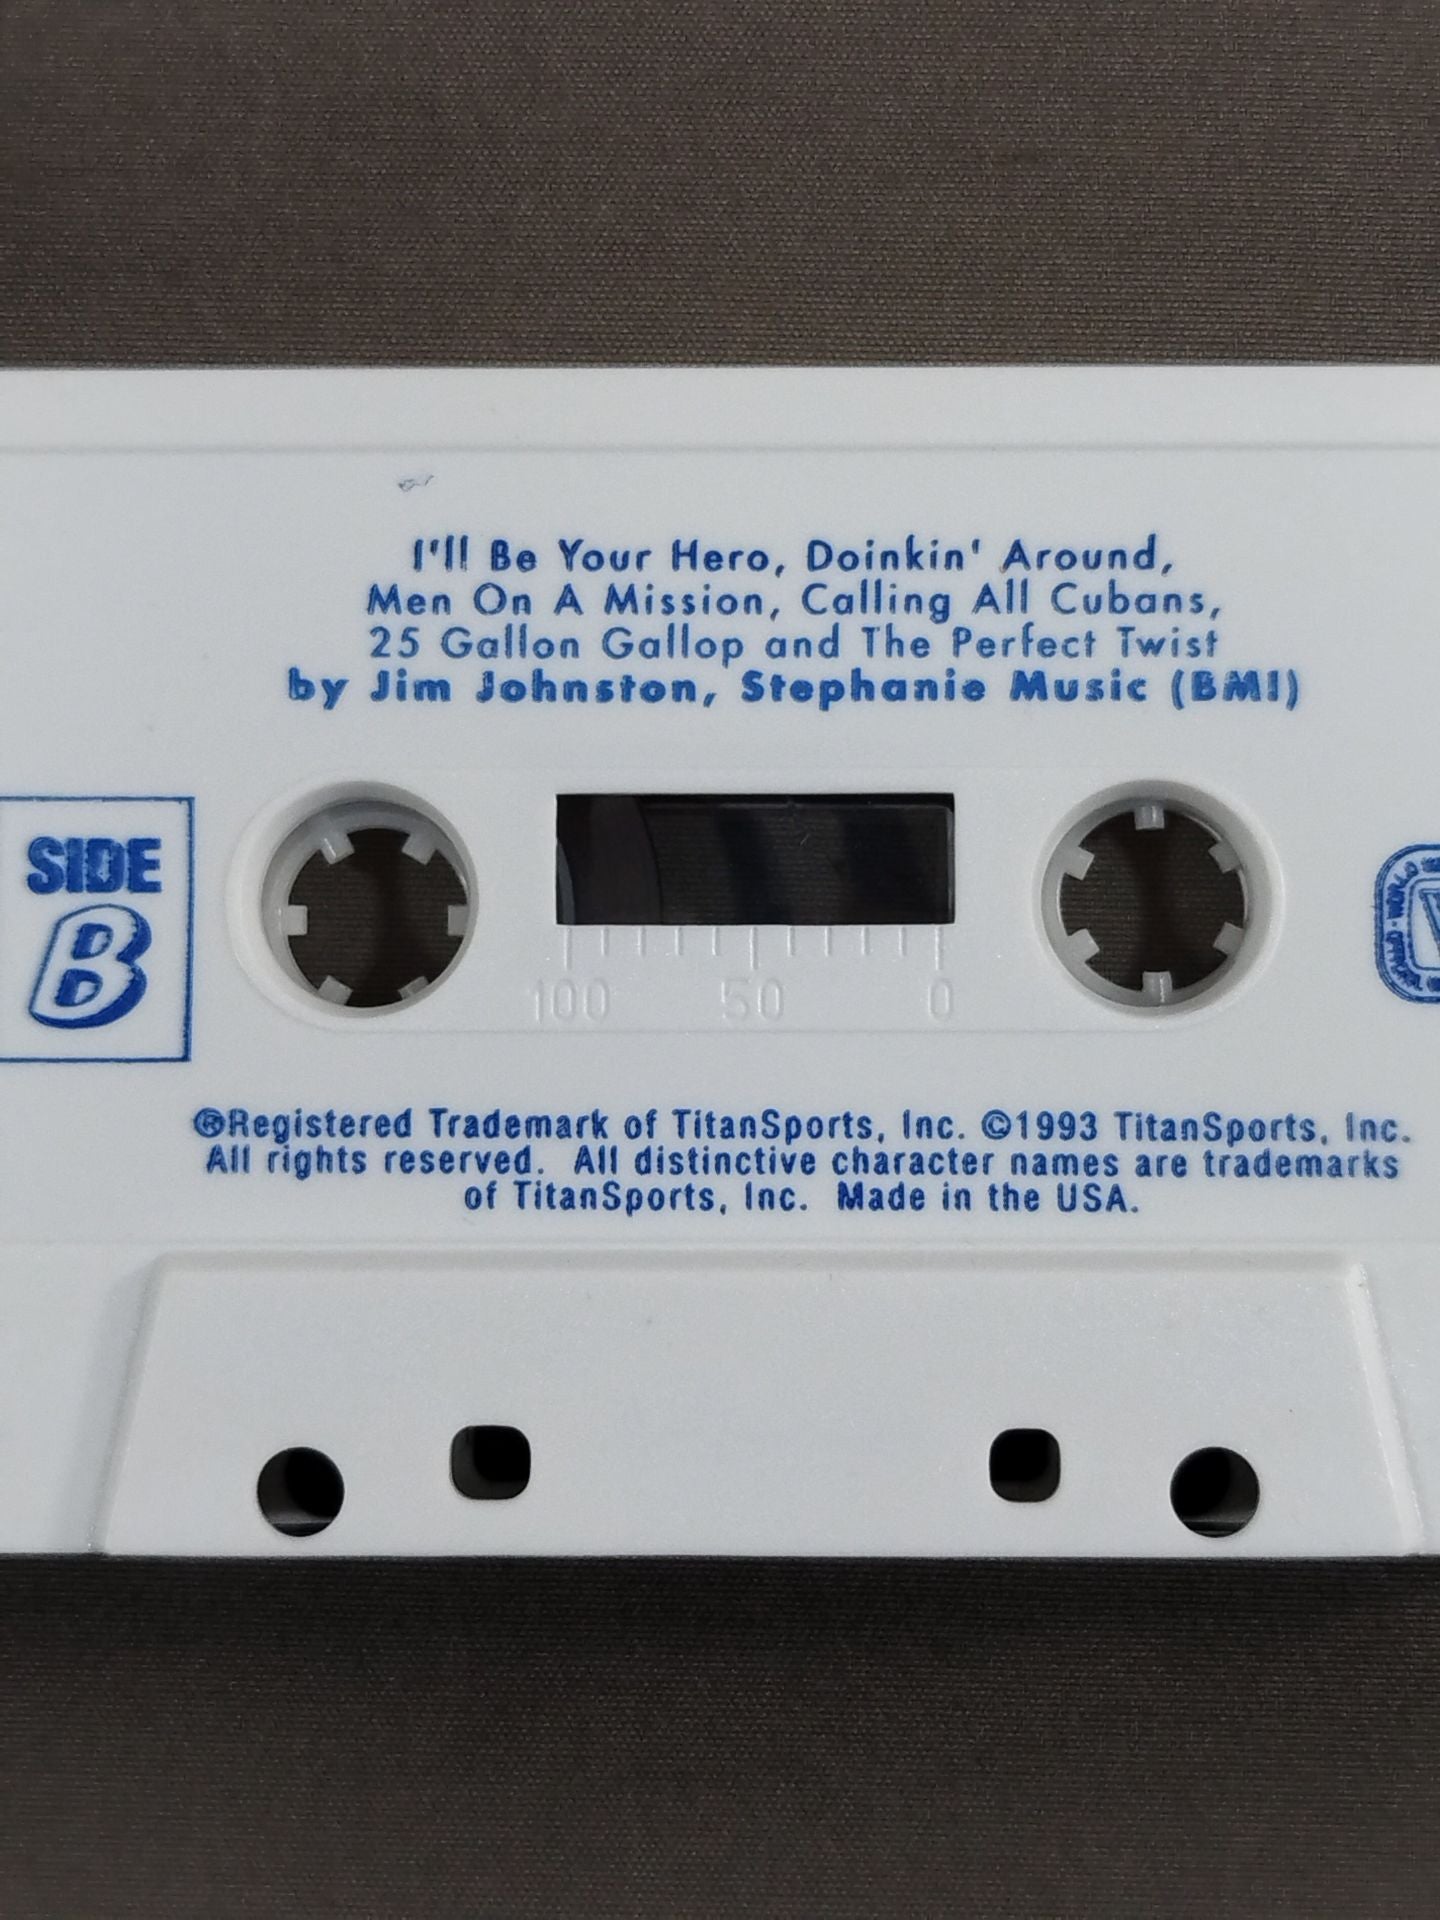 I'll Be Your Hero, Doinkin' Around,
Men On A Mission, Calling All Cubans,
25 Gallon Gallop and The Perfect Twist
by Jim Johnston, Stephanie Music (BMI)
SIDE
B
100 50 0
®Registered Trademark of TitanSports, Inc. ©1993 TitanSports, Inc.
All rights reserved. All distinctive character names are trademarks
of TitanSports, Inc. Made in the USA.